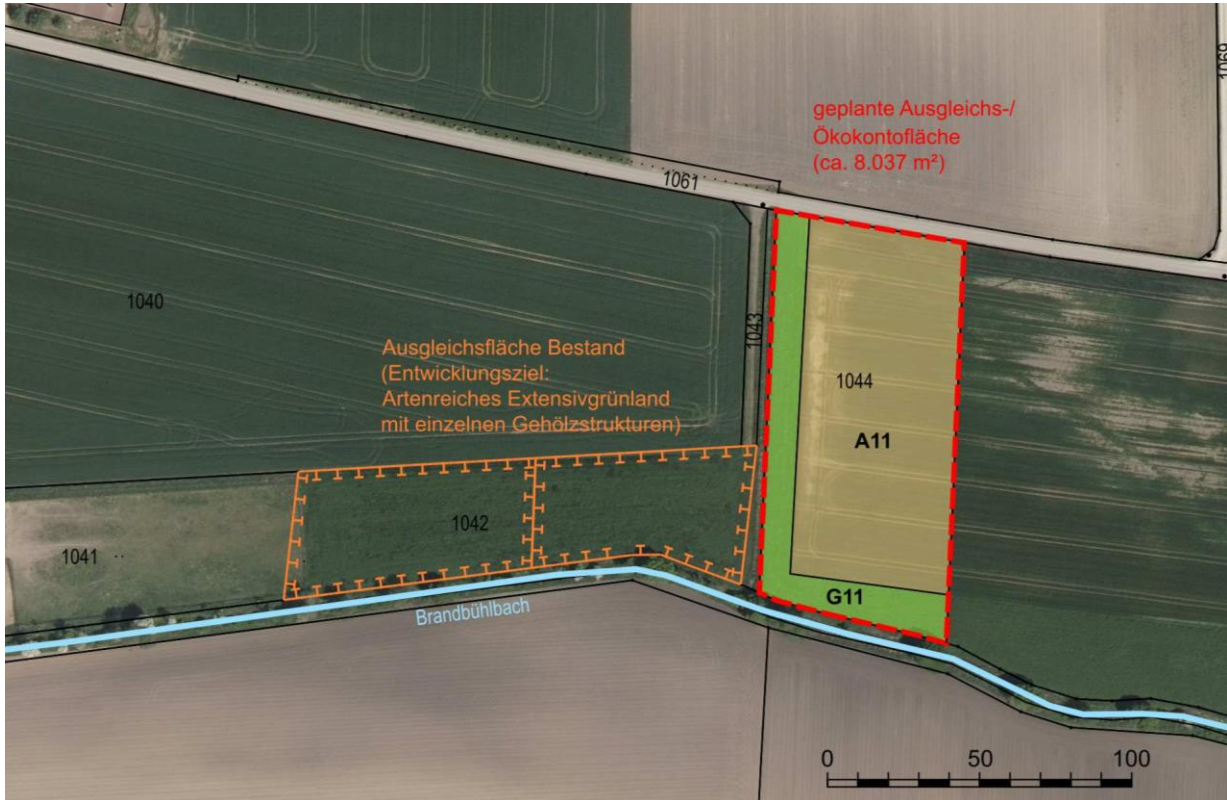 1069
geplante Ausgleichs-/
Ökokontofläche
(ca. 8.037 m²)
1061
1040
1043
Ausgleichsfläche Bestand
(Entwicklungsziel:
Artenreiches Extensivgrünland
mit einzelnen Gehölzstrukturen)
1044
A11
1042
1041
G11
Brandbühlbach
0 50 100